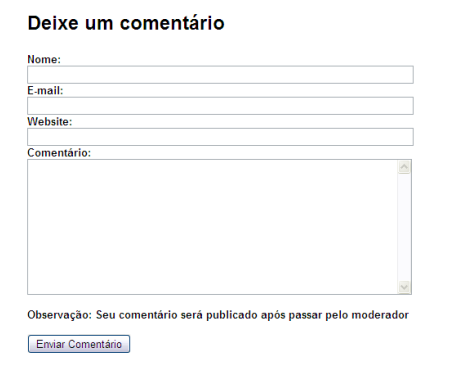 Deixe um comentário
Nome:
E-mail:
Website:
Comentário:
Observação: Seu comentário será publicado após passar pelo moderador
Enviar Comentário